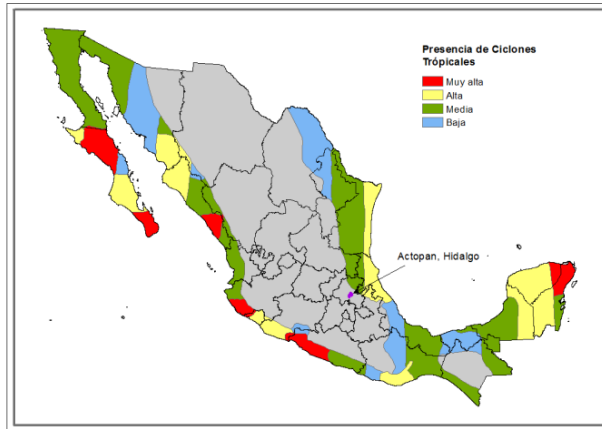 Presencia de Ciclones
Trópicales
Muy alta
Alta
Media
Baja
Actopan, Hidalgo